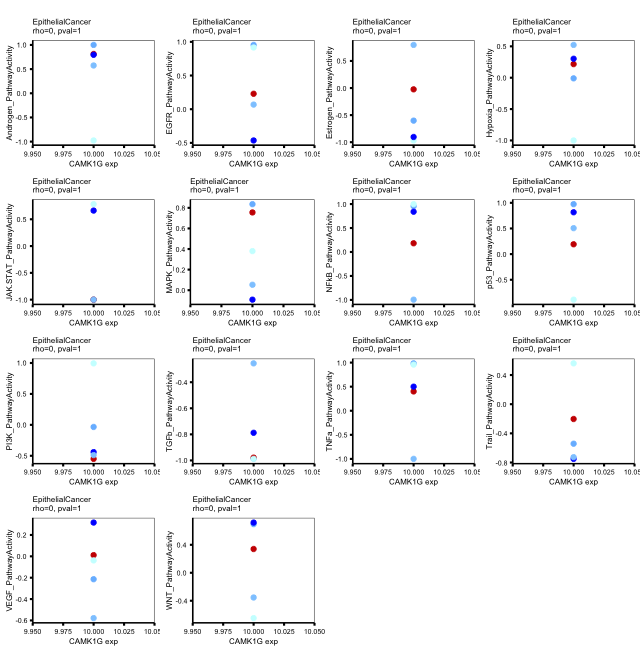 EpithelialCancer
rho=0, pval=1
Androgen_PathwayActivity
1.0
0.5
0.0
-0.5
-1.0
9.950 9.975 10.000 10.025 10.05
CAMK1G exp
EpithelialCancer
rho=0, pval=1
EGFR_PathwayActivity
1.0
0.5
0.0
-0.5
9.950 9.975 10.000 10.025 10.05
CAMK1G exp
EpithelialCancer
rho=0, pval=1
Estrogen_PathwayActivity
0.5
0.0
-0.5
-1.0
9.950 9.975 10.000 10.025 10.05
CAMK1G exp
EpithelialCancer
rho=0, pval=1
Hypoxia_PathwayActivity
0.5
0.0
-0.5
-1.0
9.950 9.975 10.000 10.025 10.050
CAMK1G exp
EpithelialCancer
rho=0, pval=1
JAK.STAT_PathwayActivity
0.5
0.0
-0.5
-1.0
9.950 9.975 10.000 10.025 10.05
CAMK1G exp
EpithelialCancer
rho=0, pval=1
MAPK_PathwayActivity
0.8
0.6
0.4
0.2
0.0
9.950 9.975 10.000 10.025 10.05
CAMK1G exp
EpithelialCancer
rho=0, pval=1
NFkB_PathwayActivity
1.0
0.5
0.0
-0.5
-1.0
9.950 9.975 10.000 10.025 10.05
CAMK1G exp
EpithelialCancer
rho=0, pval=1
p53_PathwayActivity
1.0
0.5
0.0
-0.5
9.950 9.975 10.000 10.025 10.050
CAMK1G exp
EpithelialCancer
rho=0, pval=1
PI3K_PathwayActivity
1.0
0.5
0.0
-0.5
9.950 9.975 10.000 10.025 10.05
CAMK1G exp
EpithelialCancer
rho=0, pval=1
TGFb_PathwayActivity
-0.4
-0.6
-0.8
-1.0
9.950 9.975 10.000 10.025 10.05
CAMK1G exp
EpithelialCancer
rho=0, pval=1
TNFa_PathwayActivity
1.0
0.5
0.0
-0.5
-1.0
9.950 9.975 10.000 10.025 10.05
CAMK1G exp
EpithelialCancer
rho=0, pval=1
Trail_PathwayActivity
0.4
0.0
-0.4
-0.8
9.950 9.975 10.000 10.025 10.050
CAMK1G exp
EpithelialCancer
rho=0, pval=1
VEGF_PathwayActivity
0.2
0.0
-0.2
-0.4
-0.6
9.950 9.975 10.000 10.025 10.05
CAMK1G exp
EpithelialCancer
rho=0, pval=1
WNT_PathwayActivity
0.4
0.0
-0.4
9.950 9.975 10.000 10.025 10.050
CAMK1G exp